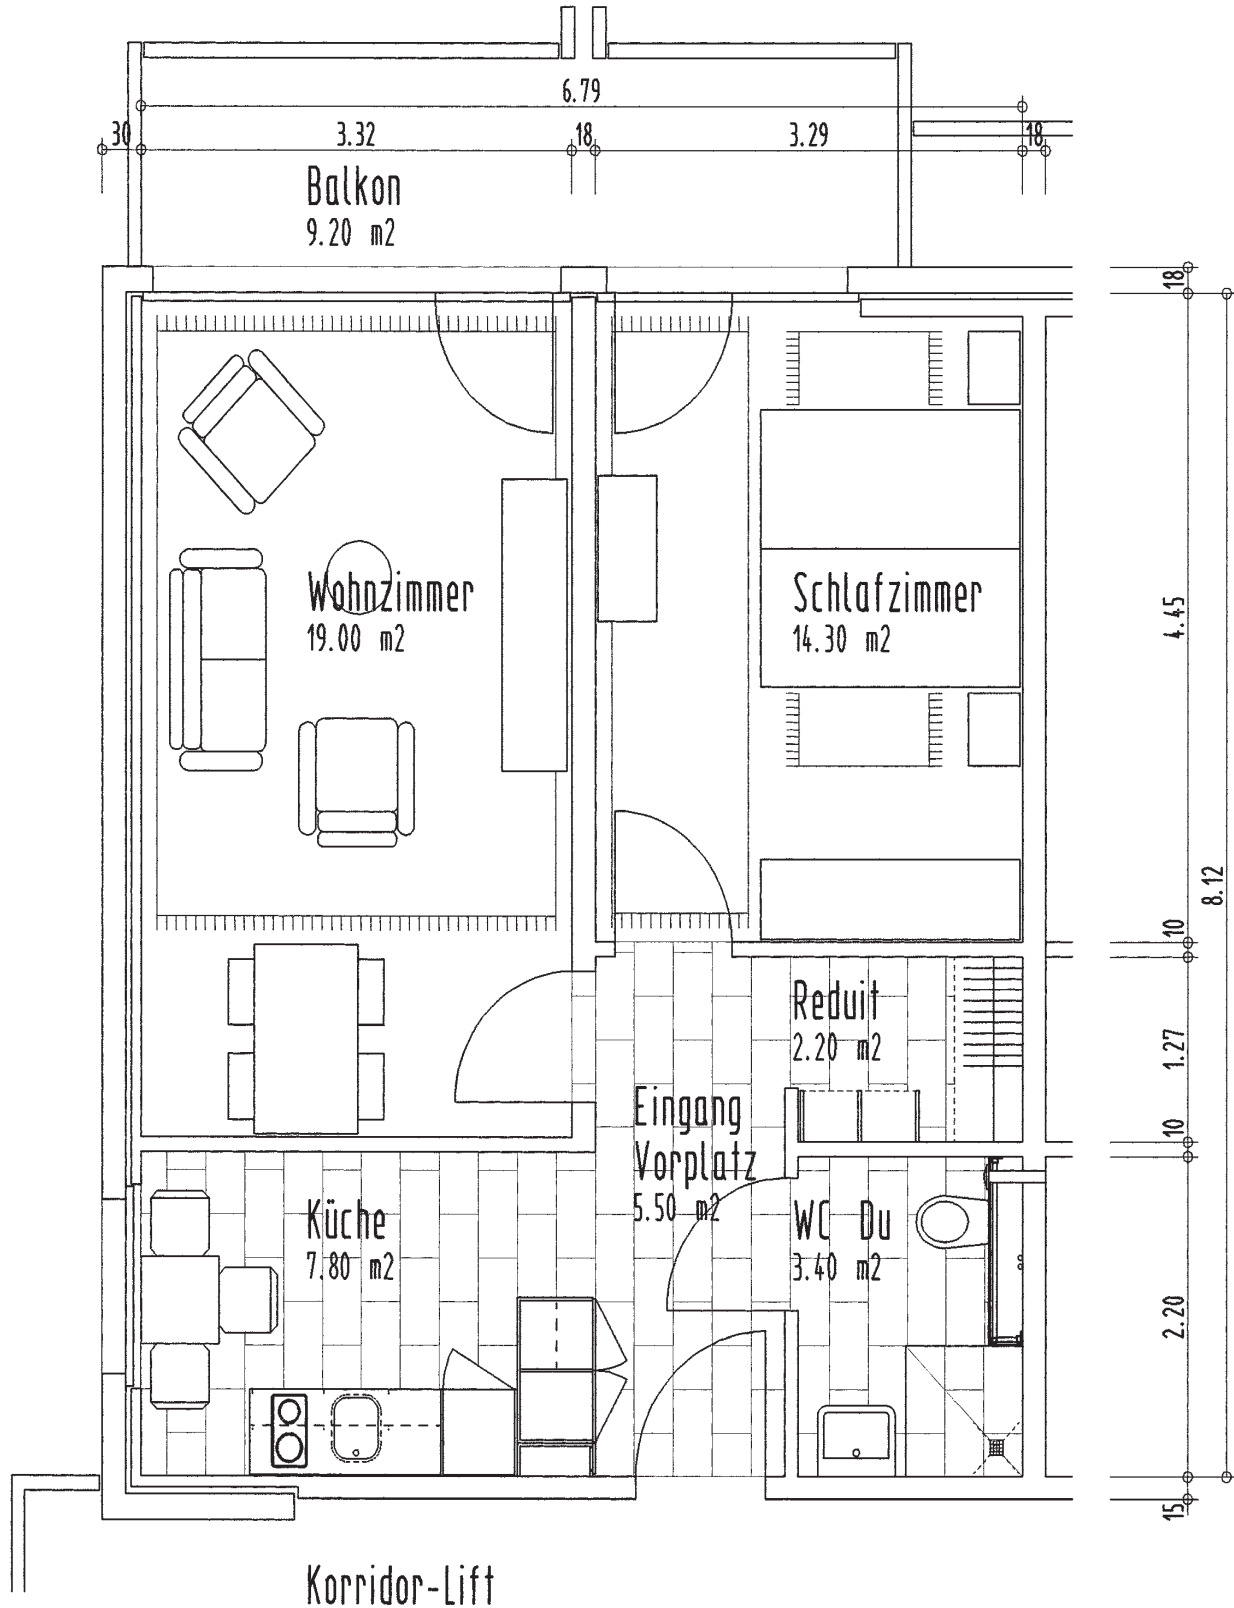 6.79
30 3.32 18 3.29 18
Balkon
9.20 m2
18
Wohnzimmer
19.00 m2
Schlafzimmer
14.30 m2
4.45
8.12
10
Reduit
2.20 m2
1.27
Eingang
Vorplatz
5.50 m2
10
Küche
7.80 m2
WC Du
3.40 m2
2.20
15
Korridor-Lift